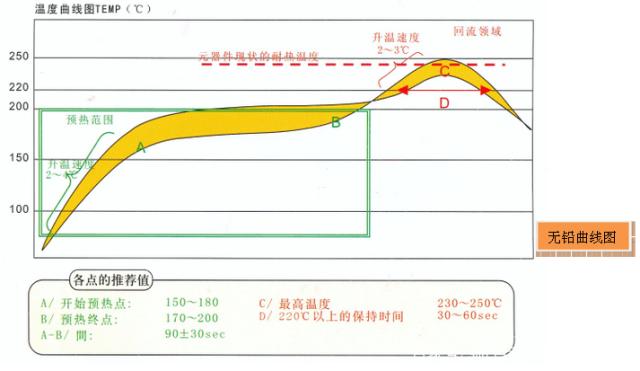 温度曲线图TEMP（℃）
升温速度
2～3℃
回流领域
元器件现状的耐热温度
250
C
220
D
200
预热范围
B
A
150
升温速度
2～4℃
100
无铅曲线图
各点的推荐值
A/ 开始预热点: 150～180
B/ 预热终点: 170～200
A-B/ 間: 90±30sec
C/ 最高温度 230～250℃
D/ 220℃以上的保持时间 30～60sec